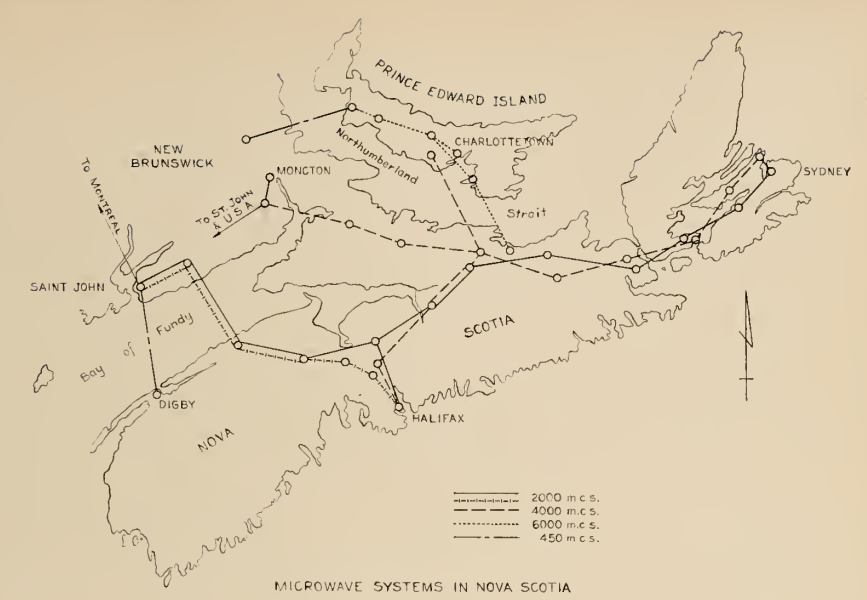 PRINCE EDWARD ISLAND
NEW
BRUNSWICK
Northumberland
CHARLOTTETOWN
MONCTON
SYDNEY
To MONTREAL
TO ST. JOHN
& USA
Strait
SAINT JOHN
Bay of Fundy
SCOTIA
DIGBY
HALIFAX
NOVA
2000 m c s.
4000 m.c s.
6000 m c s.
450 m c s.
MICROWAVE SYSTEMS IN NOVA SCOTIA